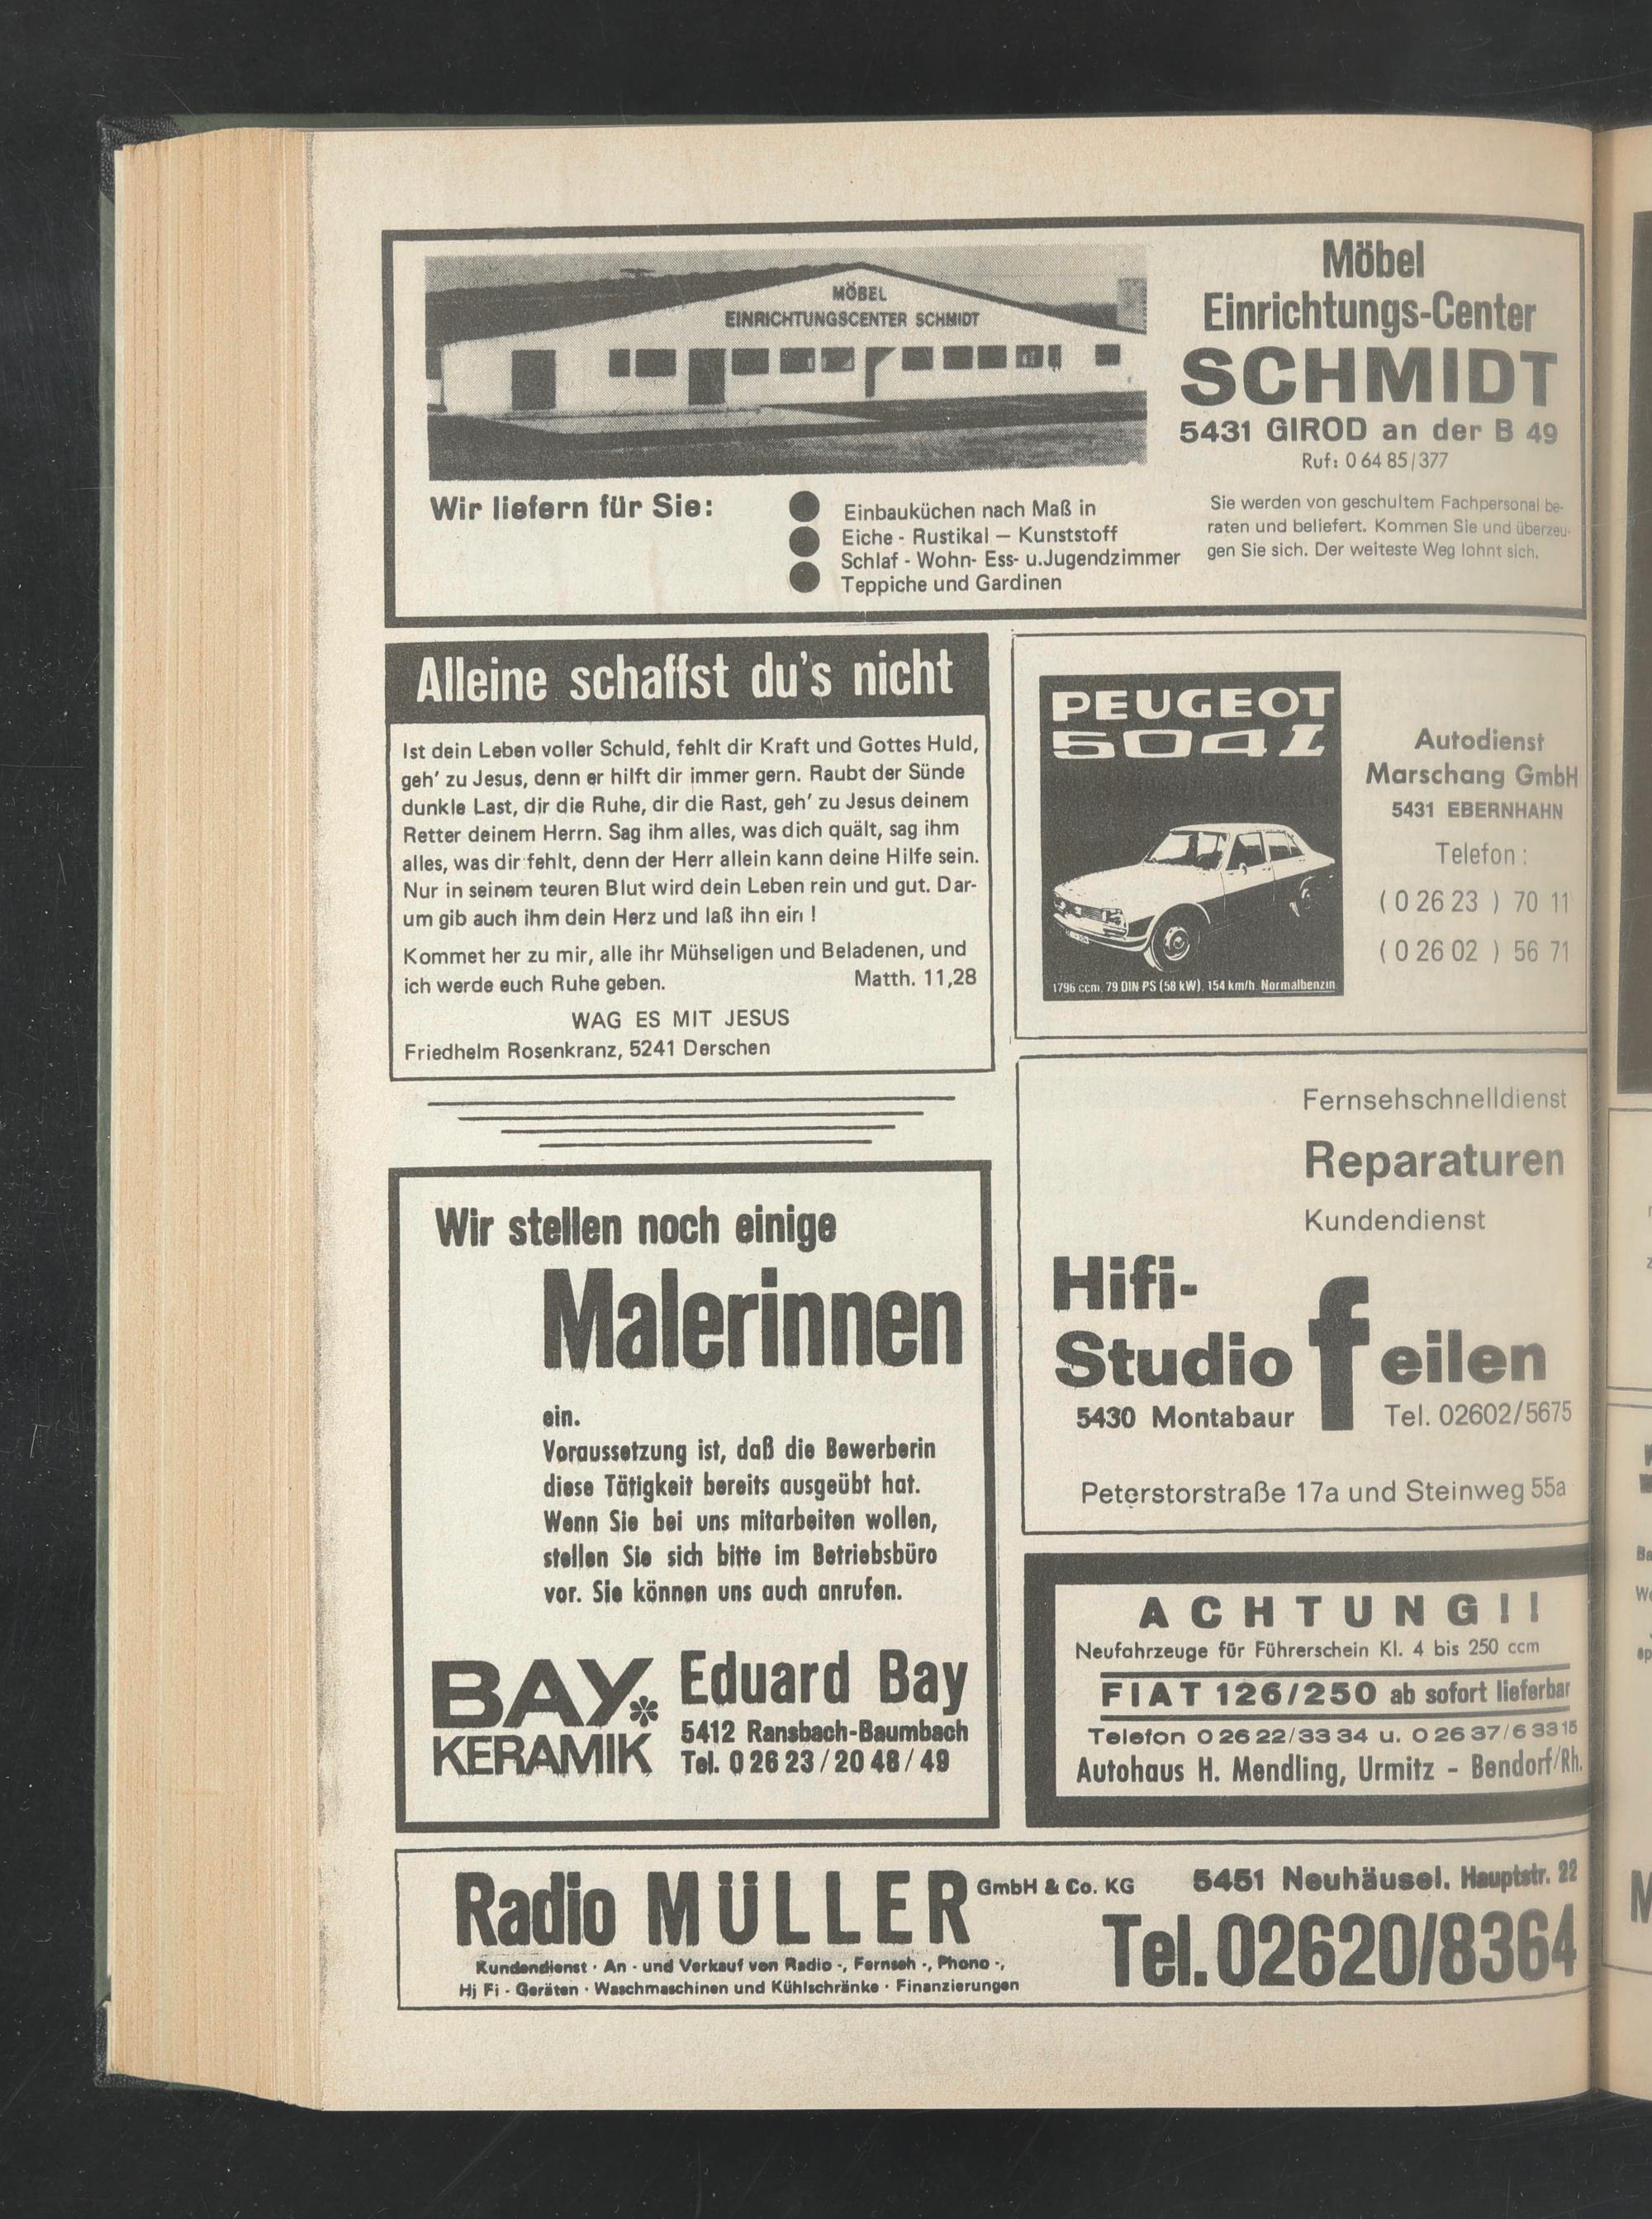 MÖBEL
EINRICHTUNGSCENTER SCHMIDT
Möbel
Einrichtungs-Center
SCHMIDT
5431 GIROD an der B 49
Ruf: 0 64 85/377
Wir liefern für Sie:
Einbauküchen nach Maß in
Eiche - Rustikal — Kunststoff
Schlaf - Wohn- Ess- u.Jugendzimmer
Teppiche und Gardinen
Sie werden von geschultem Fachpersonal be-
raten und beliefert. Kommen Sie und überzeu-
gen Sie sich. Der weiteste Weg lohnt sich.
Alleine schaffst du's nicht
Ist dein Leben voller Schuld, fehlt dir Kraft und Gottes Huld,
geh' zu Jesus, denn er hilft dir immer gern. Raubt der Sünde
dunkle Last, dir die Ruhe, dir die Rast, geh' zu Jesus deinem
Retter deinem Herrn. Sag ihm alles, was dich quält, sag ihm
alles, was dir fehlt, denn der Herr allein kann deine Hilfe sein.
Nur in seinem teuren Blut wird dein Leben rein und gut. Dar-
um gib auch ihm dein Herz und laß ihn ein !
Kommet her zu mir, alle ihr Mühseligen und Beladenen, und
ich werde euch Ruhe geben. Matth. 11,28
WAG ES MIT JESUS
Friedhelm Rosenkranz, 5241 Derschen
PEUGEOT
504 L
1796 ccm, 79 DIN-PS (58 kW), 154 km/h. Normalbenzin
Autodienst
Marschang GmbH
5431 EBERNHAHN
Telefon :
( 0 26 23 ) 70 11
( 0 26 02 ) 56 71
Fernsehschnelldienst
Reparaturen
Kundendienst
Hifi-
Studio feilen
5430 Montabaur Tel. 02602/5675
Peterstorstraße 17a und Steinweg 55a
Wir stellen noch einige
Malerinnen
ein.
Voraussetzung ist, daß die Bewerberin
diese Tätigkeit bereits ausgeübt hat.
Wenn Sie bei uns mitarbeiten wollen,
stellen Sie sich bitte im Betriebsbüro
vor. Sie können uns auch anrufen.
BAY
KERAMIK
Eduard Bay
5412 Ransbach-Baumbach
Tel. 0 26 23 / 20 48 / 49
ACHTUNG!!
Neufahrzeuge für Führerschein Kl. 4 bis 250 ccm
FIAT 126/250 ab sofort lieferbar
Telefon 0 26 22/33 34 u. 0 26 37/6 33 15
Autohaus H. Mendling, Urmitz - Bendorf/Rh.
Radio MÜLLER GmbH & Co. KG
Kundendienst · An - und Verkauf von Radio -, Fernseh -, Phono -,
Hi Fi - Geräten · Waschmaschinen und Kühlschränke · Finanzierungen
5451 Neuhäusel. Hauptstr. 22
Tel. 02620/8364